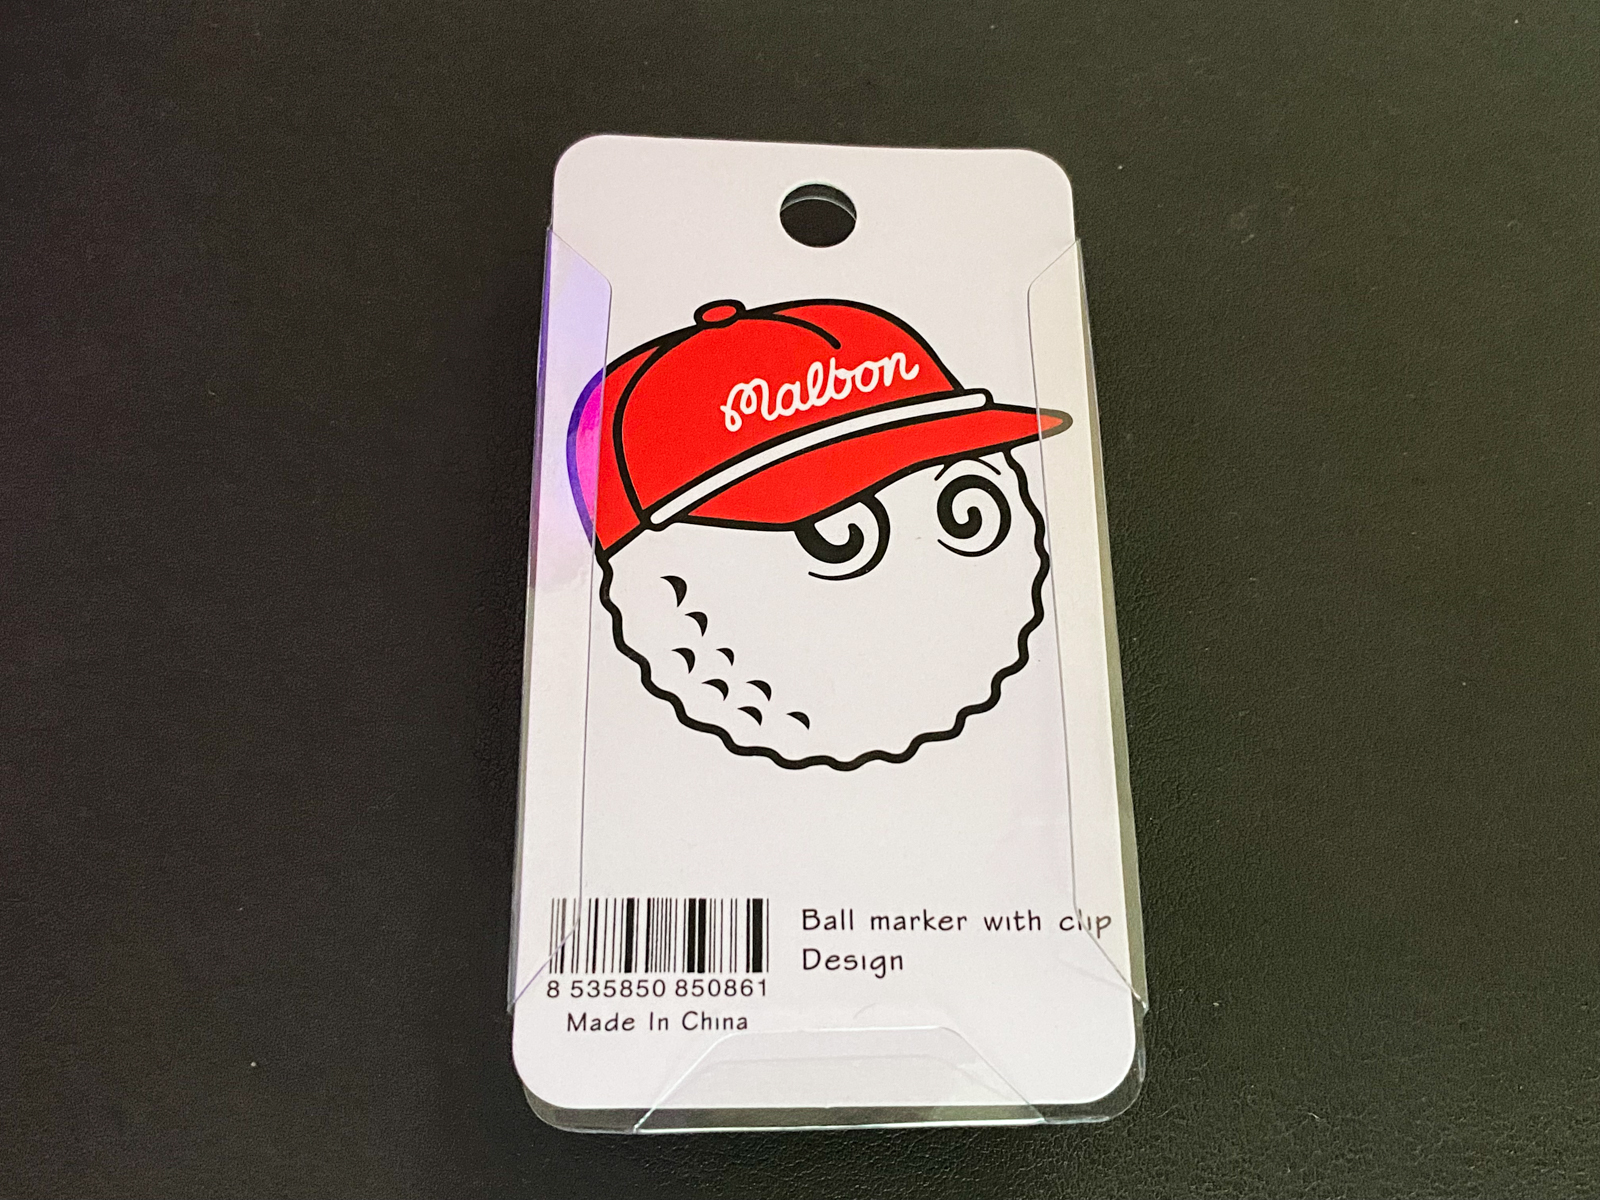 Malbon
Ball marker with clip
Design
8 535850 850861
Made In China